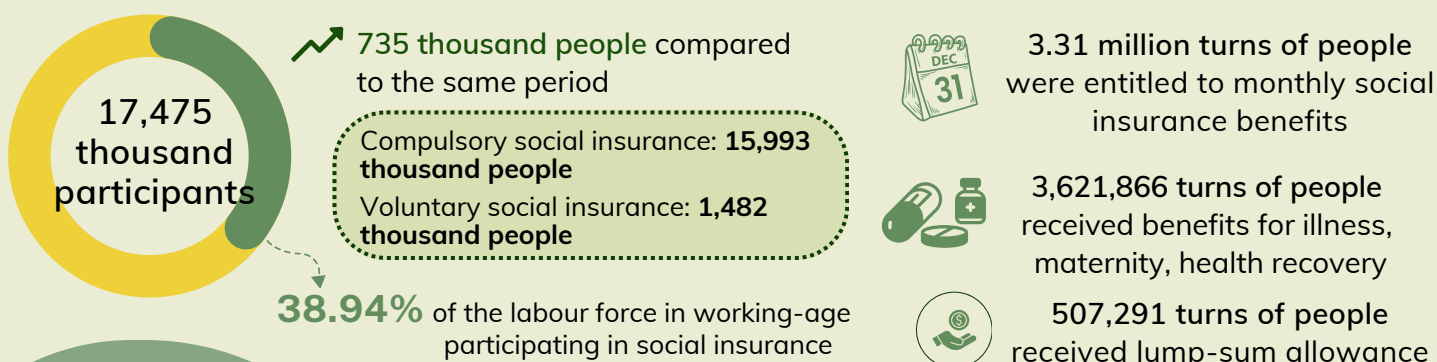 17,475
thousand
participants
735 thousand people compared
to the same period
Compulsory social insurance: 15,993
thousand people
Voluntary social insurance: 1,482
thousand people
38.94% of the labour force in working-age
participating in social insurance
DEC
31
3.31 million turns of people
were entitled to monthly social
insurance benefits
3,621,866 turns of people
received benefits for illness,
maternity, health recovery
$
507,291 turns of people
received lump-sum allowance